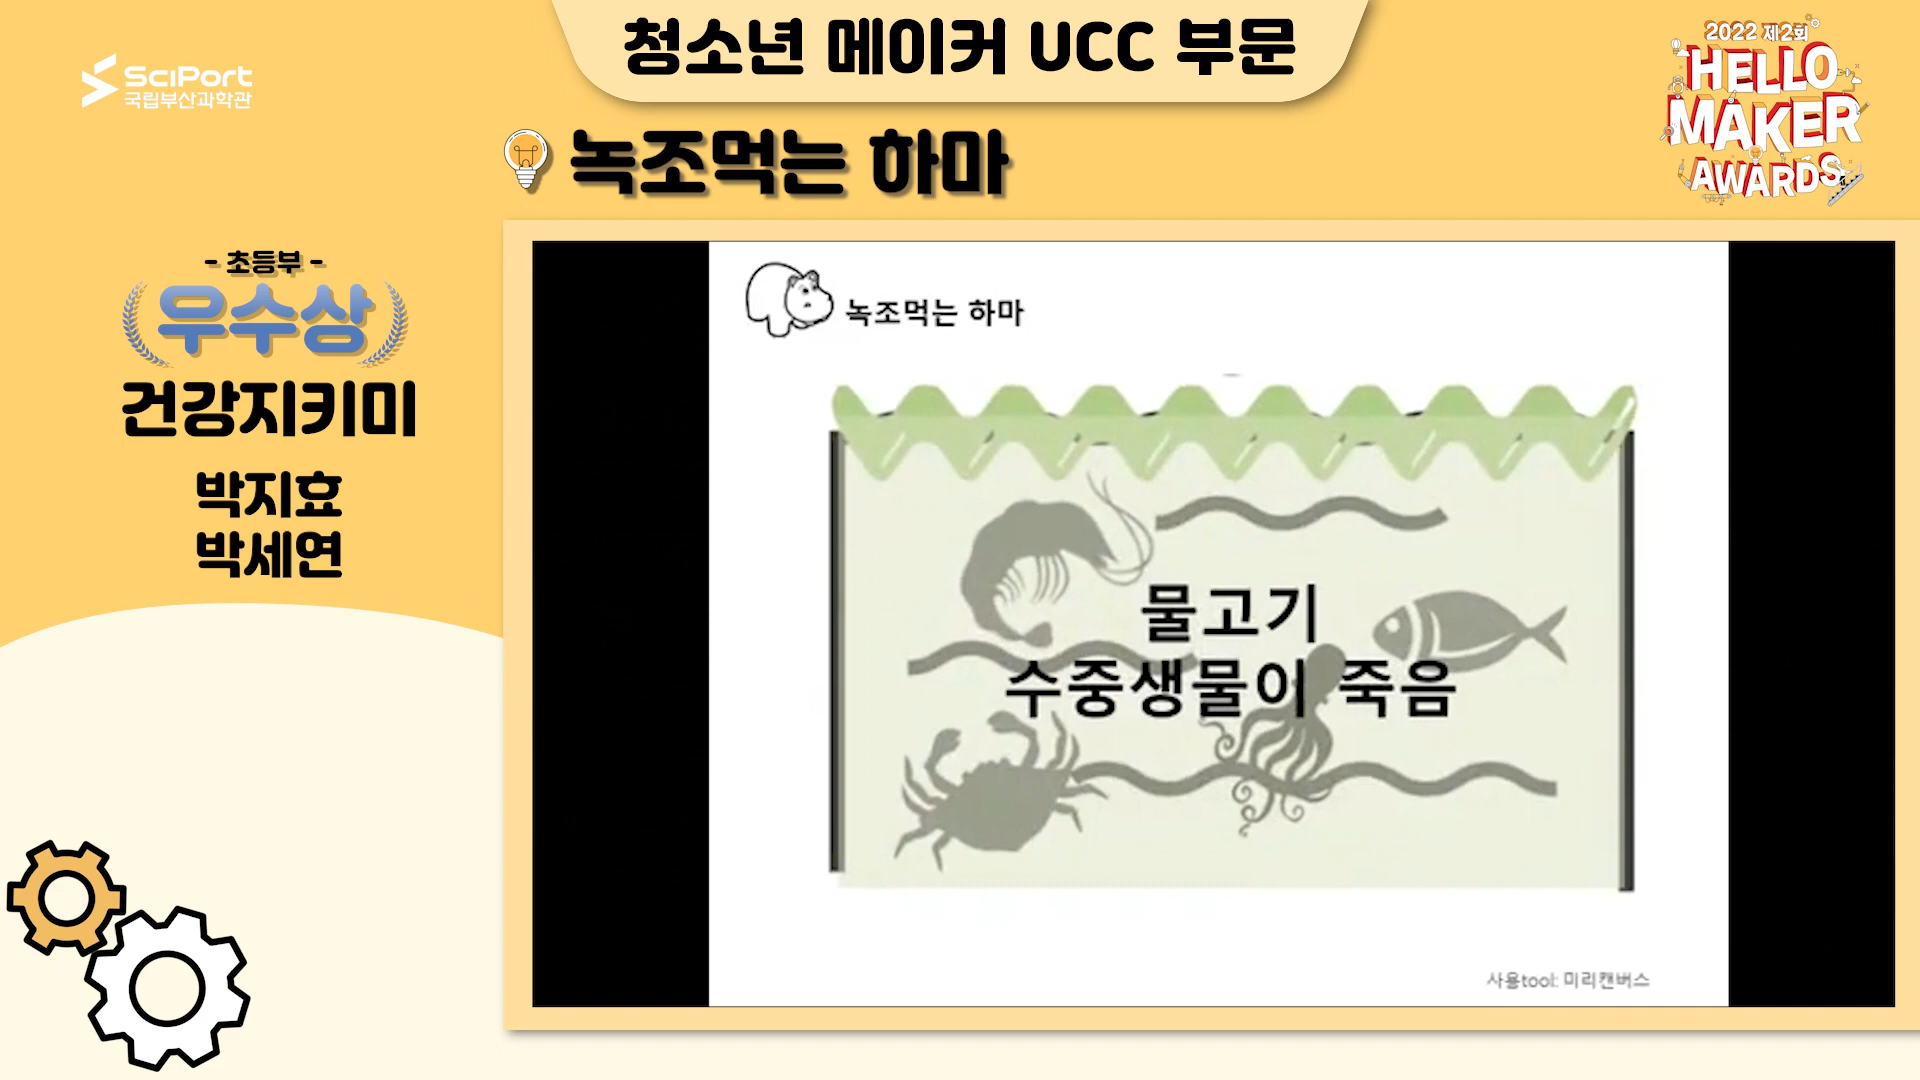 청소년 메이커 UCC 부문
SciPort
국립부산과학관
2022 제2회
HELLO
MAKER
AWARDS
녹조먹는 하마
- 초등부 -
우수상
건강지키미
박지효
박세연
녹조먹는 하마
물고기
수중생물이 죽음
사용tool: 미리캔버스